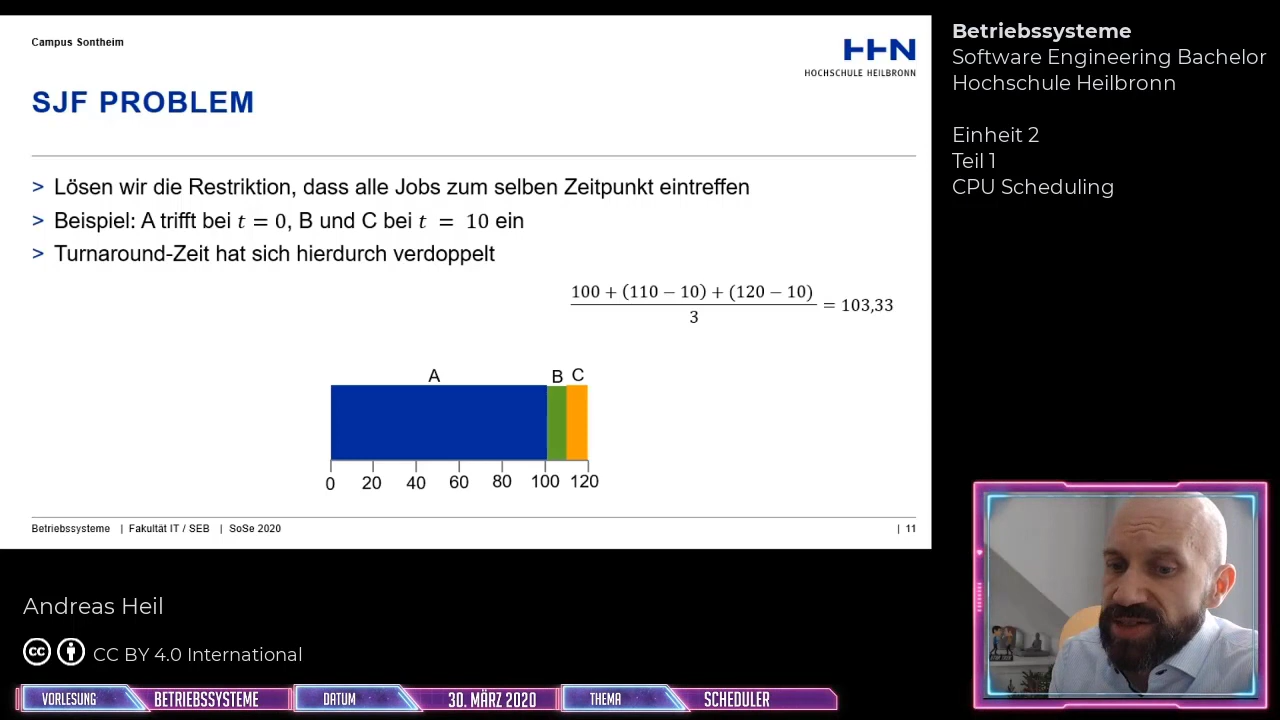 Campus Sontheim
HHN
HOCHSCHULE HEILBRONN
SJF PROBLEM
> Lösen wir die Restriktion, dass alle Jobs zum selben Zeitpunkt eintreffen
> Beispiel: A trifft bei t = 0, B und C bei t = 10 ein
> Turnaround-Zeit hat sich hierdurch verdoppelt
100 + (110 − 10) + (120 − 10)
3
= 103,33
A B C
0 20 40 60 80 100 120
Betriebssysteme | Fakultät IT / SEB | SoSe 2020 | 11
Betriebssysteme
Software Engineering Bachelor
Hochschule Heilbronn
Einheit 2
Teil 1
CPU Scheduling
Andreas Heil
cc CC BY 4.0 International
VORLESUNG BETRIEBSSYSTEME DATUM 30. MÄRZ 2020 THEMA SCHEDULER